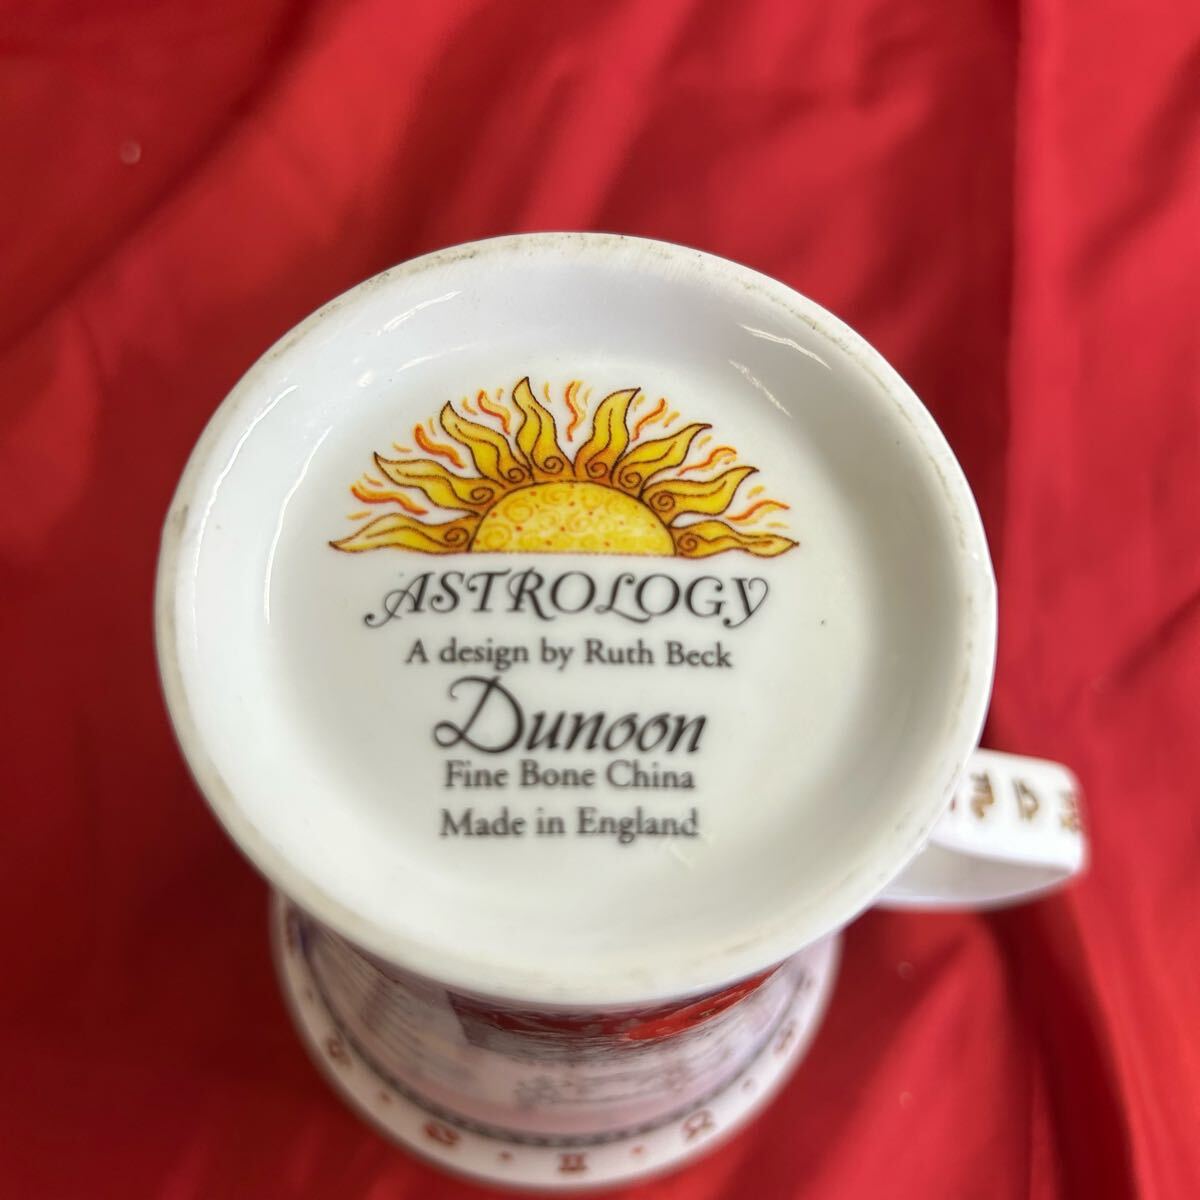 ASTROLOGY
A design by Ruth Beck
Dunoon
Fine Bone China
Made in England